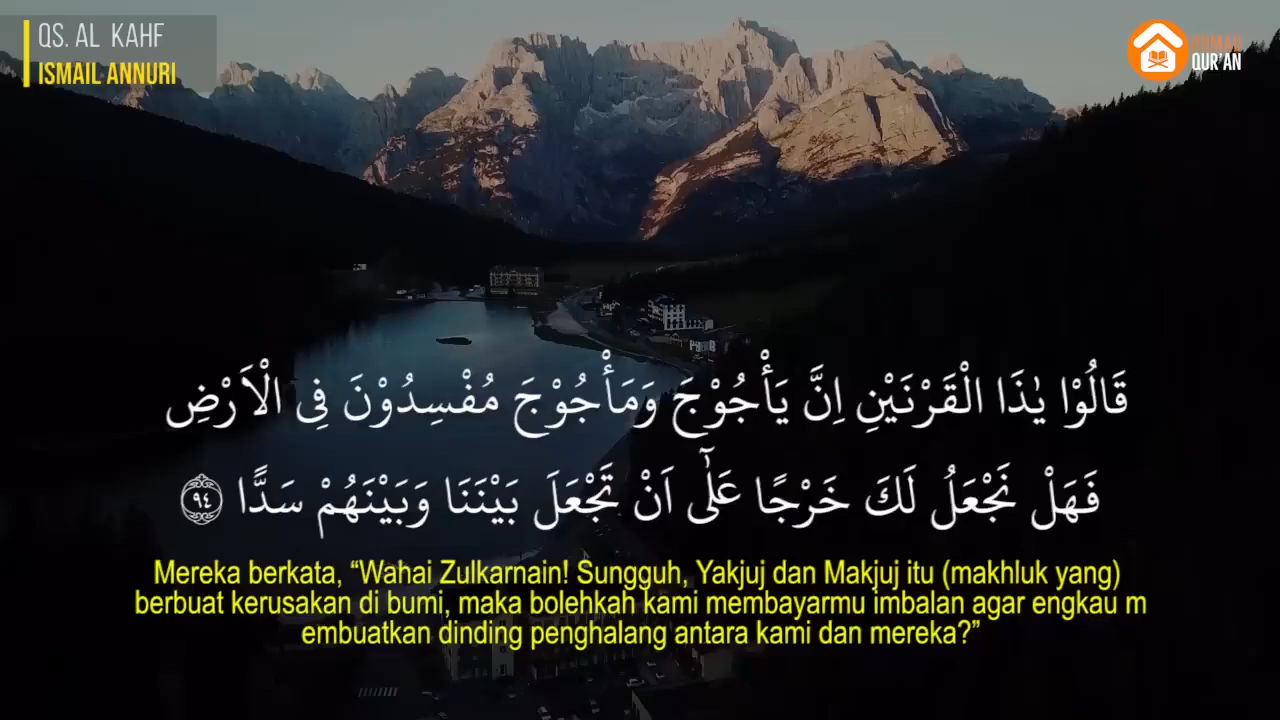 QS. AL KAHF
ISMAIL ANNURI
RUMAH
QUR'AN
قَالُوْا يٰذَا الْقَرْنَيْنِ اِنَّ يَأْجُوْجَ وَمَأْجُوْجَ مُفْسِدُوْنَ فِى الْاَرْضِ
فَهَلْ نَجْعَلُ لَكَ خَرْجًا عَلٰٓى اَنْ تَجْعَلَ بَيْنَنَا وَبَيْنَهُمْ سَدًّا ۝٩٤
Mereka berkata, “Wahai Zulkarnain! Sungguh, Yakjuj dan Makjuj itu (makhluk yang)
berbuat kerusakan di bumi, maka bolehkah kami membayarmu imbalan agar engkau m
embuatkan dinding penghalang antara kami dan mereka?”